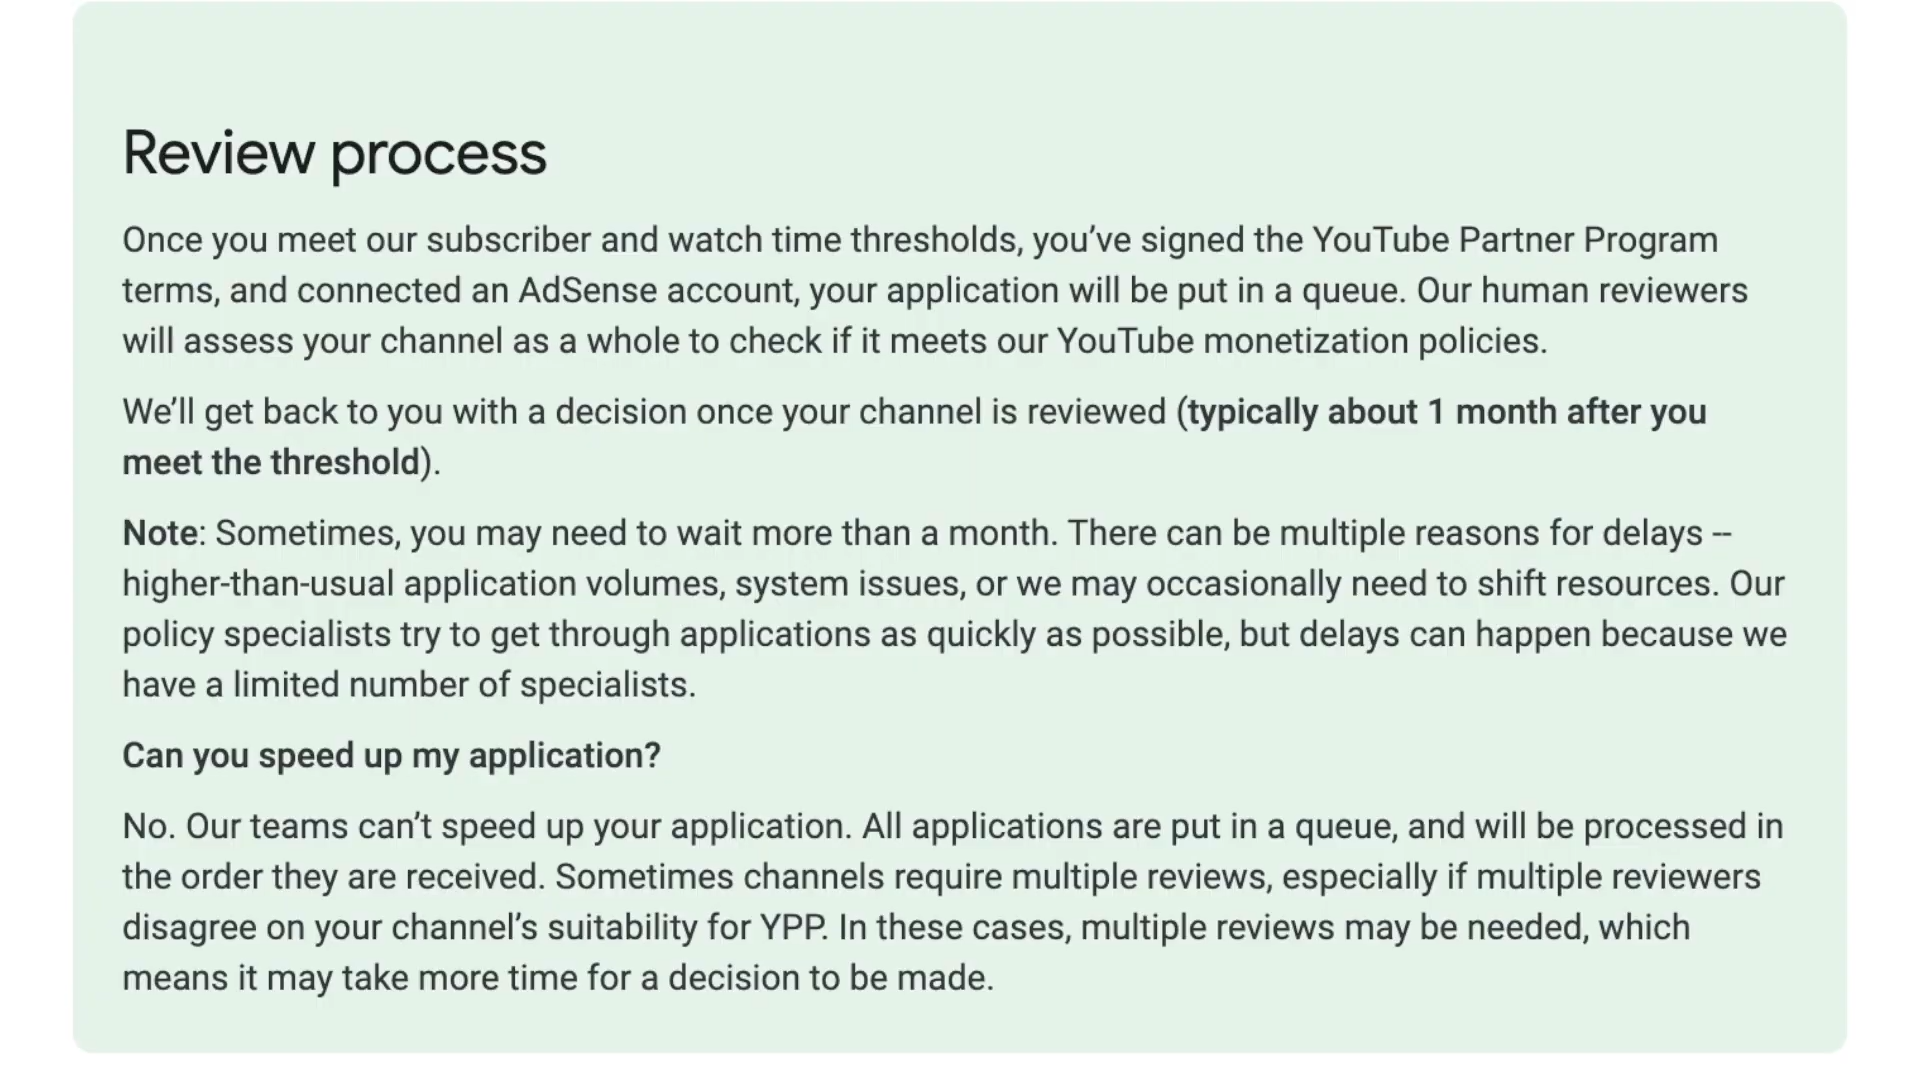 Review process
Once you meet our subscriber and watch time thresholds, you’ve signed the YouTube Partner Program
terms, and connected an AdSense account, your application will be put in a queue. Our human reviewers
will assess your channel as a whole to check if it meets our YouTube monetization policies.
We’ll get back to you with a decision once your channel is reviewed (typically about 1 month after you
meet the threshold).
Note: Sometimes, you may need to wait more than a month. There can be multiple reasons for delays --
higher-than-usual application volumes, system issues, or we may occasionally need to shift resources. Our
policy specialists try to get through applications as quickly as possible, but delays can happen because we
have a limited number of specialists.
Can you speed up my application?
No. Our teams can’t speed up your application. All applications are put in a queue, and will be processed in
the order they are received. Sometimes channels require multiple reviews, especially if multiple reviewers
disagree on your channel’s suitability for YPP. In these cases, multiple reviews may be needed, which
means it may take more time for a decision to be made.